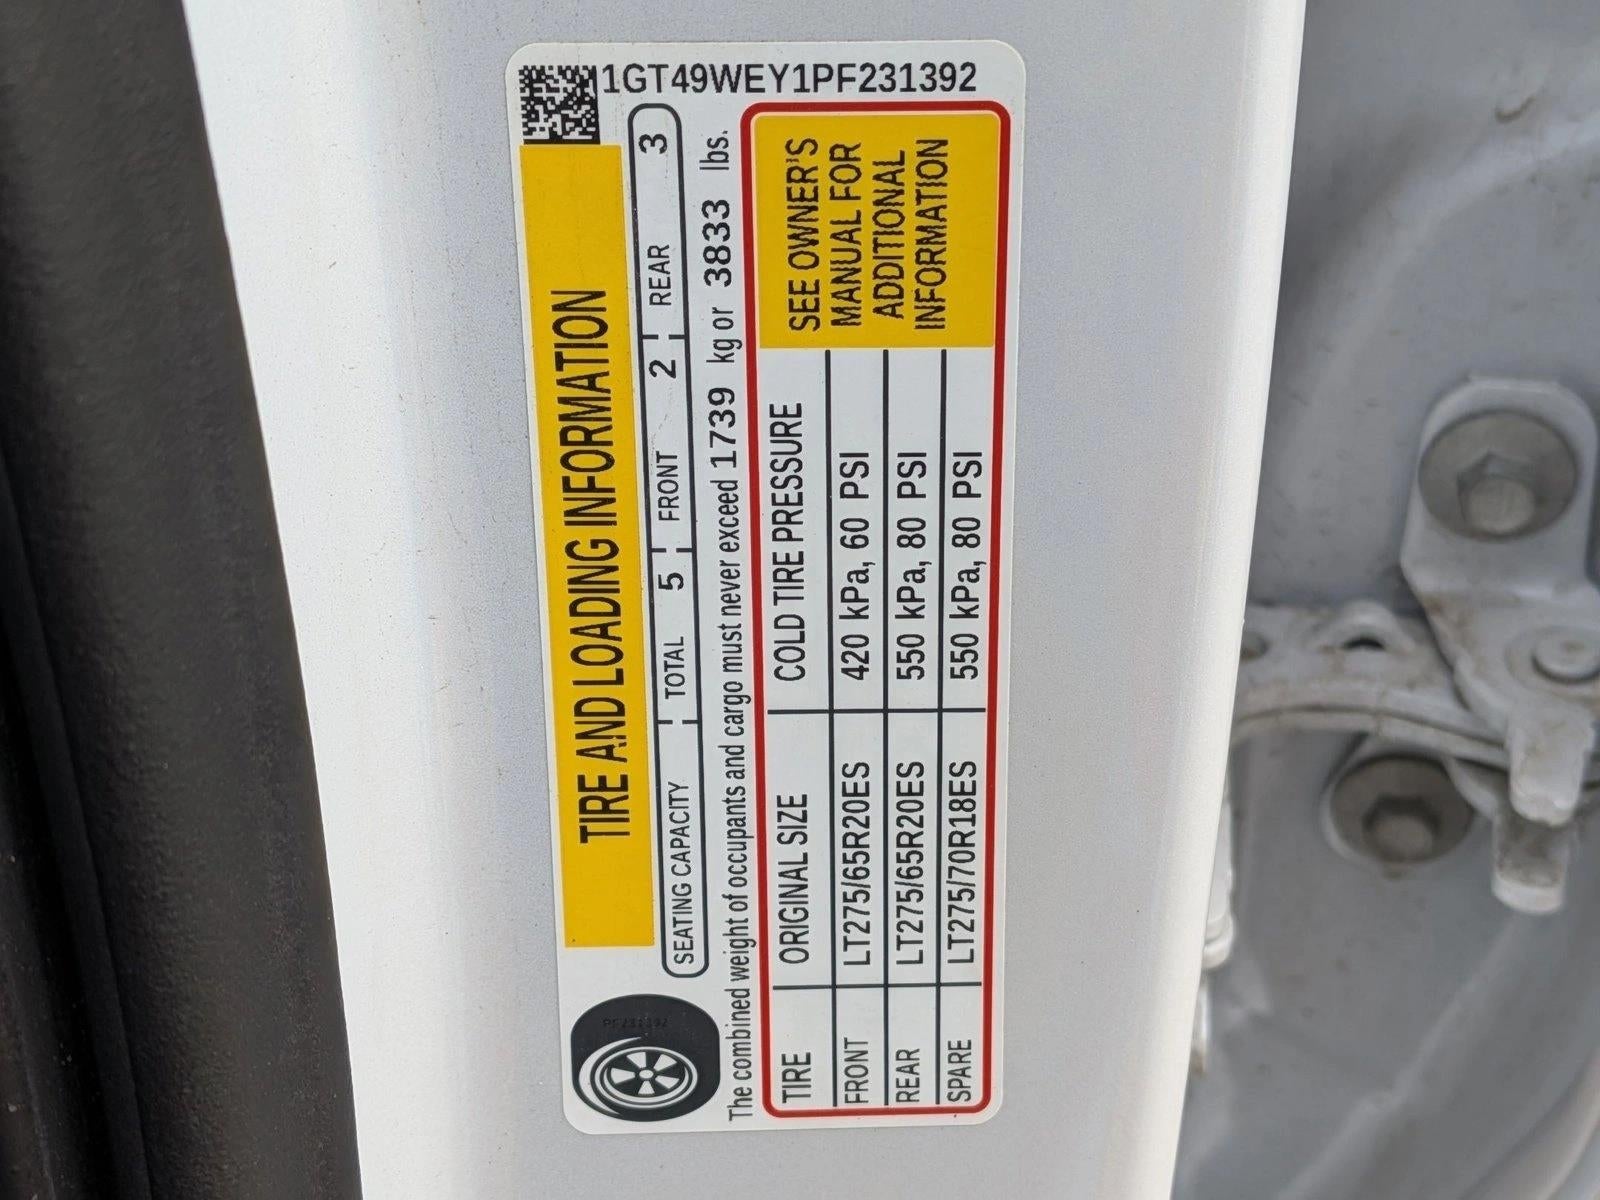 1GT49WEY1PF231392
TIRE AND LOADING INFORMATION
SEATING CAPACITY TOTAL 5 FRONT 2 REAR 3
The combined weight of occupants and cargo must never exceed 1739 kg or 3833 lbs.
TIRE ORIGINAL SIZE COLD TIRE PRESSURE
FRONT LT275/65R20ES 420 kPa, 60 PSI
REAR LT275/65R20ES 550 kPa, 80 PSI
SPARE LT275/70R18ES 550 kPa, 80 PSI
SEE OWNER'S
MANUAL FOR
ADDITIONAL
INFORMATION
PF231392